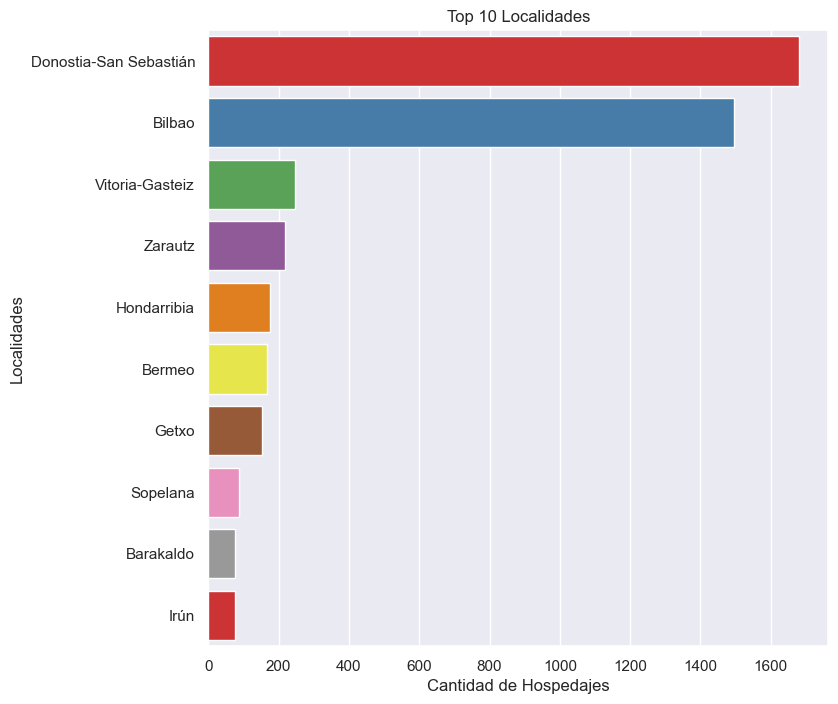 Top 10 Localidades
Donostia-San Sebastián
Bilbao
Vitoria-Gasteiz
Zarautz
Hondarribia
Bermeo
Getxo
Sopelana
Barakaldo
Irún
Localidades
0 200 400 600 800 1000 1200 1400 1600
Cantidad de Hospedajes